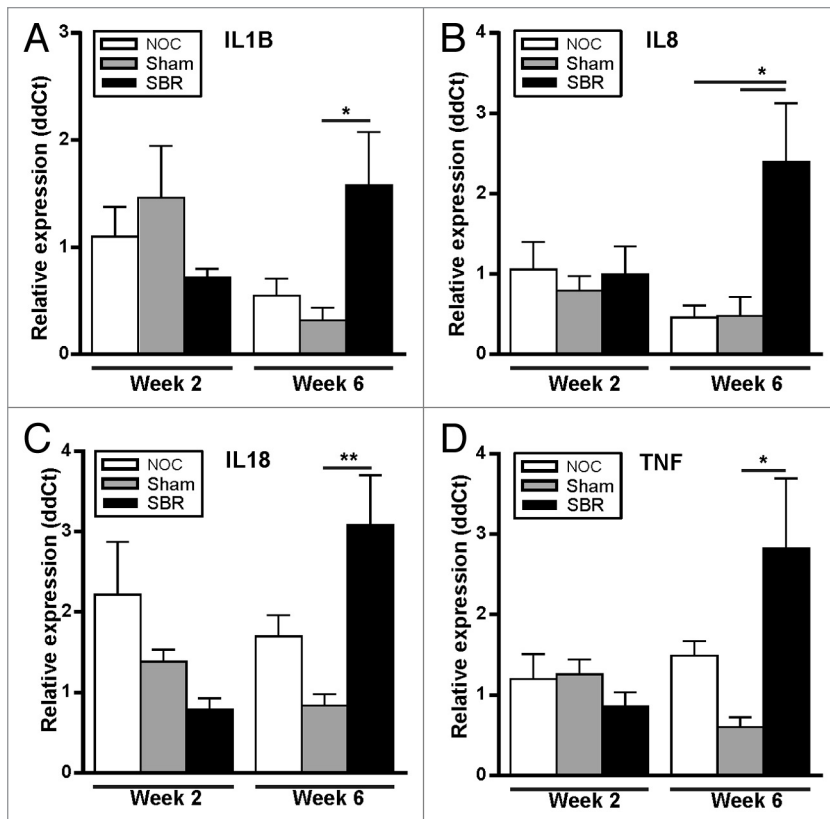 A
IL1B
NOC
Sham
SBR
Relative expression (ddCt)
3
2
1
0
*
Week 2
Week 6
B
IL8
NOC
Sham
SBR
Relative expression (ddCt)
4
3
2
1
0
*
Week 2
Week 6
C
IL18
NOC
Sham
SBR
Relative expression (ddCt)
4
3
2
1
0
**
Week 2
Week 6
D
TNF
NOC
Sham
SBR
Relative expression (ddCt)
4
3
2
1
0
*
Week 2
Week 6